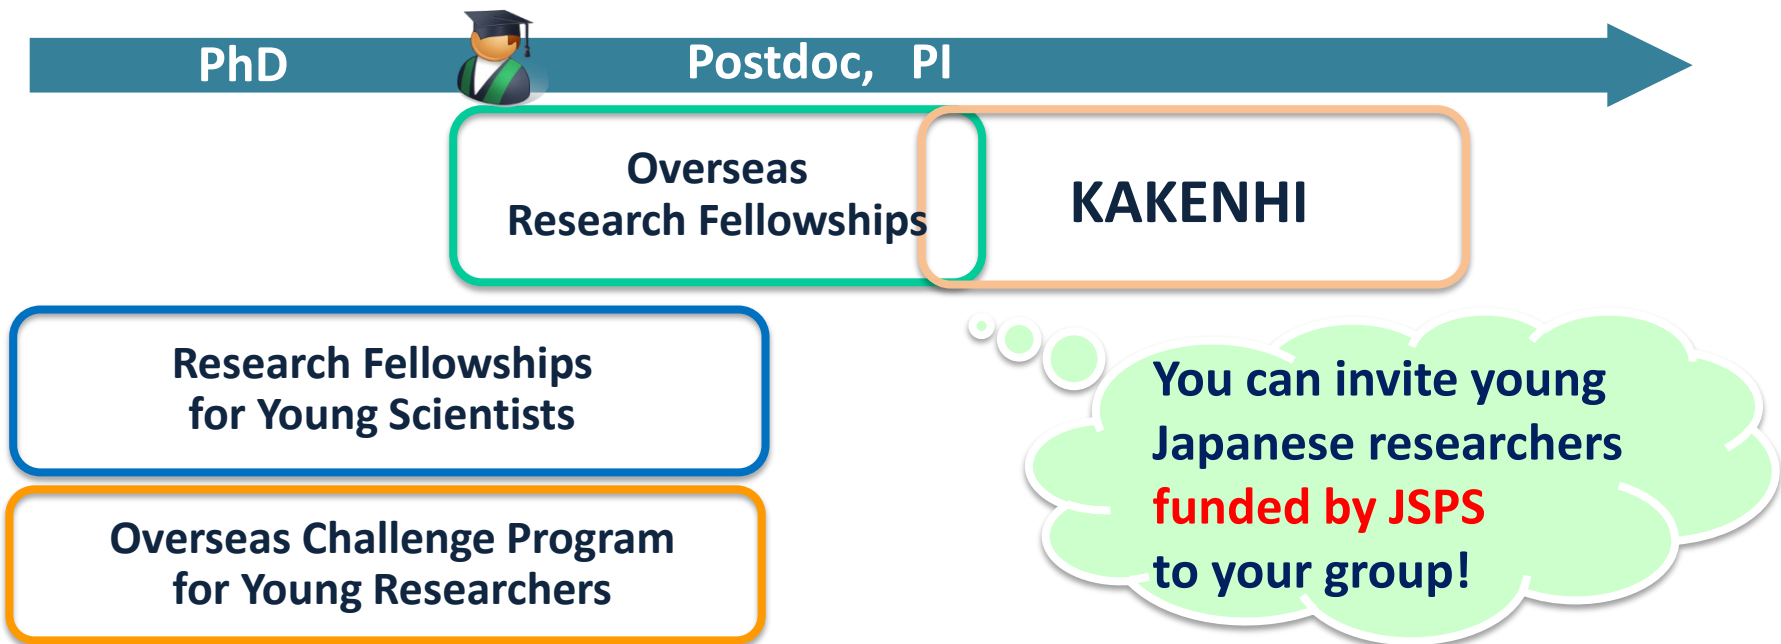 PhD
Postdoc, PI
Overseas
Research Fellowships
KAKENHI
Research Fellowships
for Young Scientists
Overseas Challenge Program
for Young Researchers
You can invite young
Japanese researchers
funded by JSPS
to your group!